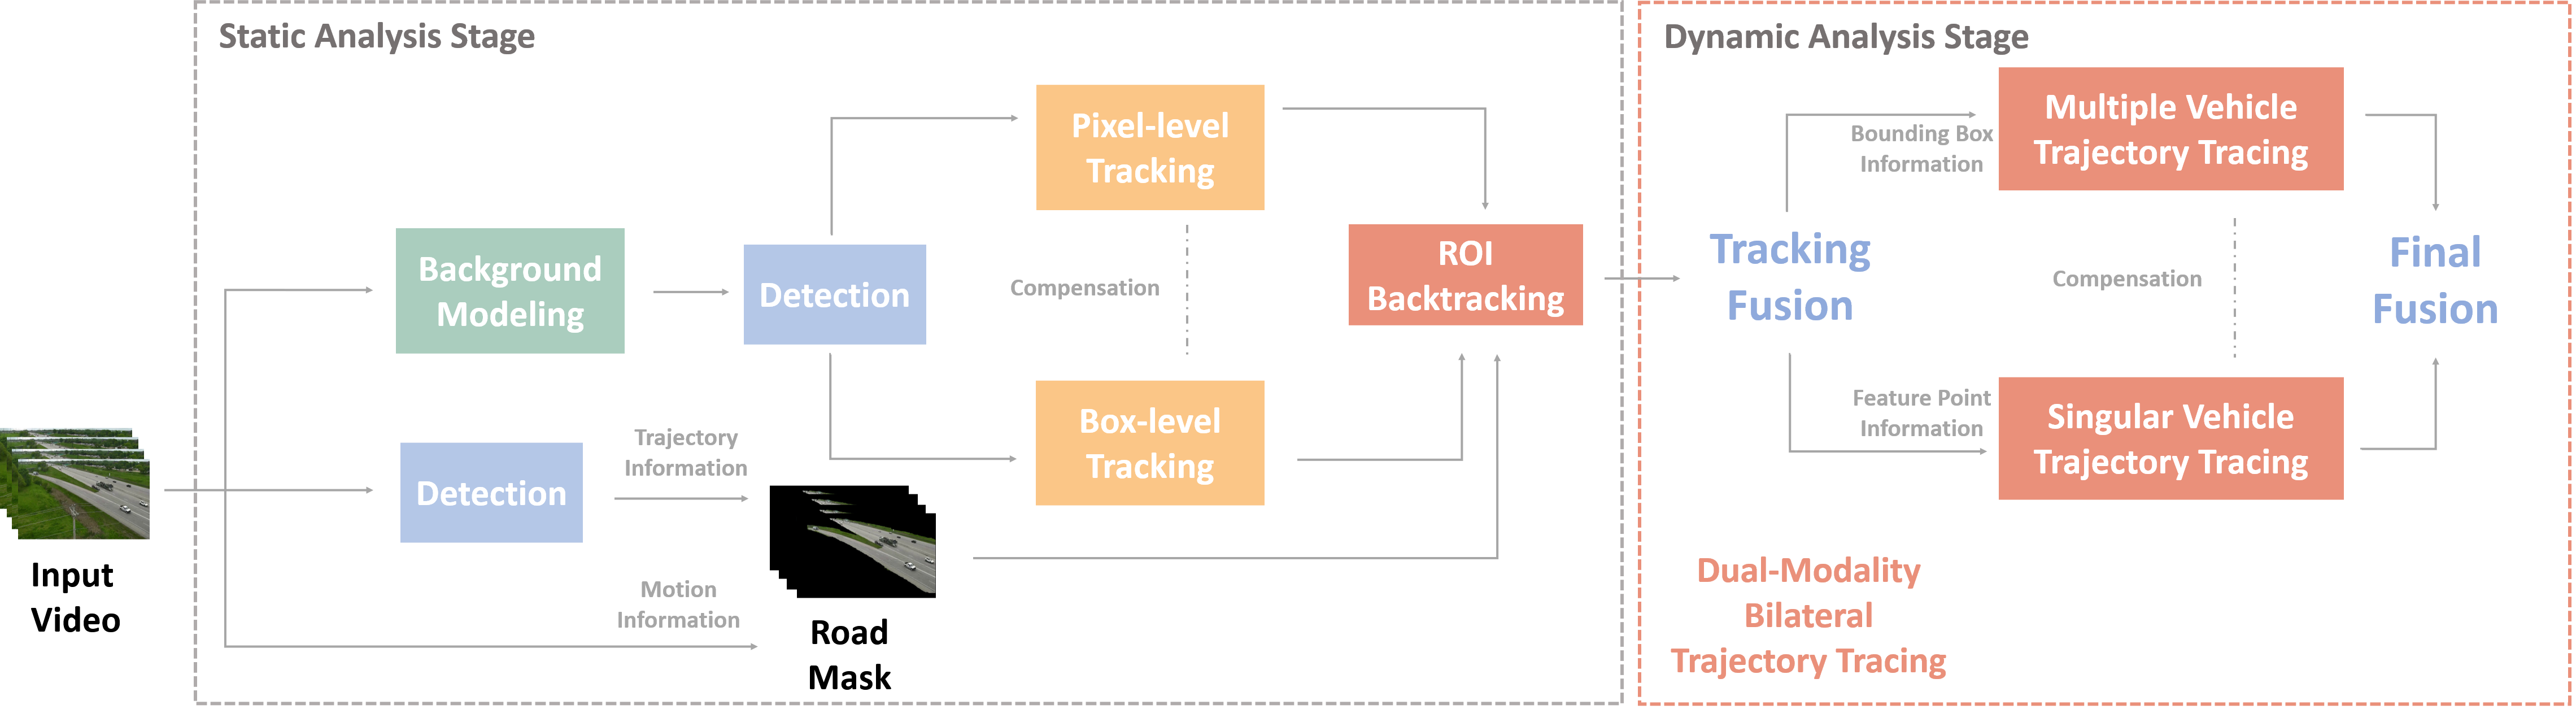 Static Analysis Stage
Input
Video
Background
Modeling
Detection
Trajectory
Information
Motion
Information
Road
Mask
Detection
Pixel-level
Tracking
Compensation
Box-level
Tracking
ROI
Backtracking
Dynamic Analysis Stage
Tracking
Fusion
Bounding Box
Information
Multiple Vehicle
Trajectory Tracing
Compensation
Feature Point
Information
Singular Vehicle
Trajectory Tracing
Final
Fusion
Dual-Modality
Bilateral
Trajectory Tracing